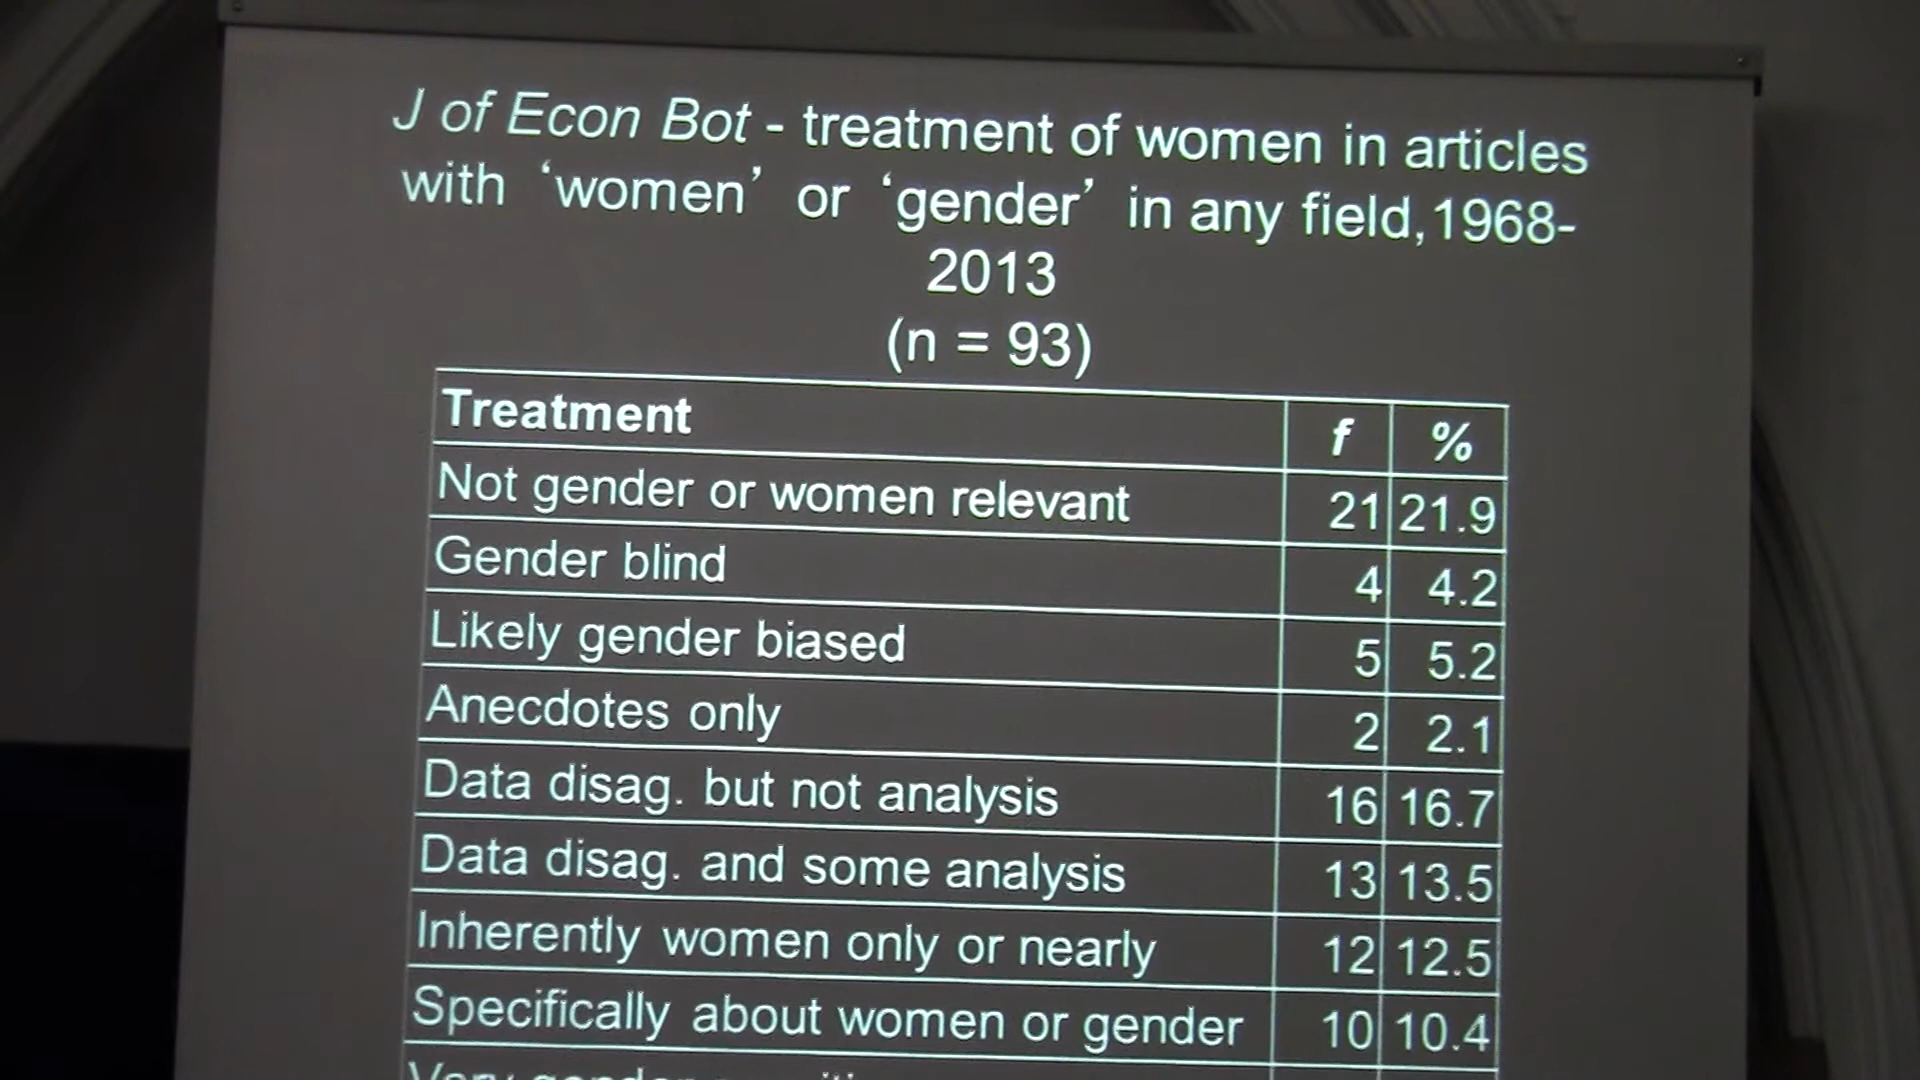 J of Econ Bot - treatment of women in articles
with ‘women’ or ‘gender’ in any field,1968-
2013
(n = 93)
Treatment f %
Not gender or women relevant 21 21.9
Gender blind 4 4.2
Likely gender biased 5 5.2
Anecdotes only 2 2.1
Data disag. but not analysis 16 16.7
Data disag. and some analysis 13 13.5
Inherently women only or nearly 12 12.5
Specifically about women or gender 10 10.4